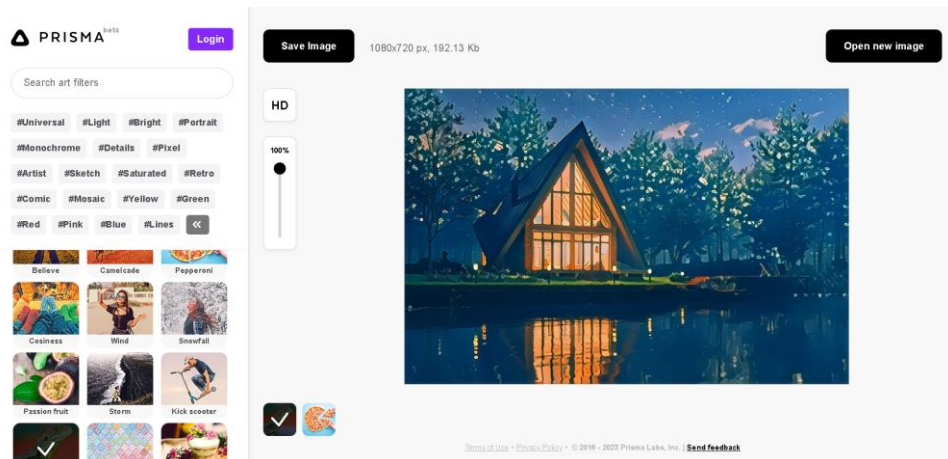 PRISMA beta
Login
Search art filters
#Universal #Light #Bright #Portrait
#Monochrome #Details #Pixel
#Artist #Sketch #Saturated #Retro
#Comic #Mosaic #Yellow #Green
#Red #Pink #Blue #Lines «
Believe Camelcade Pepperoni
Cosiness Wind Snowfall
Passion fruit Storm Kick scooter
Save Image
1080x720 px, 192.13 Kb
Open new image
HD
100%
Terms of Use • Privacy Policy • © 2016 - 2023 Prisma Labs, Inc. | Send feedback